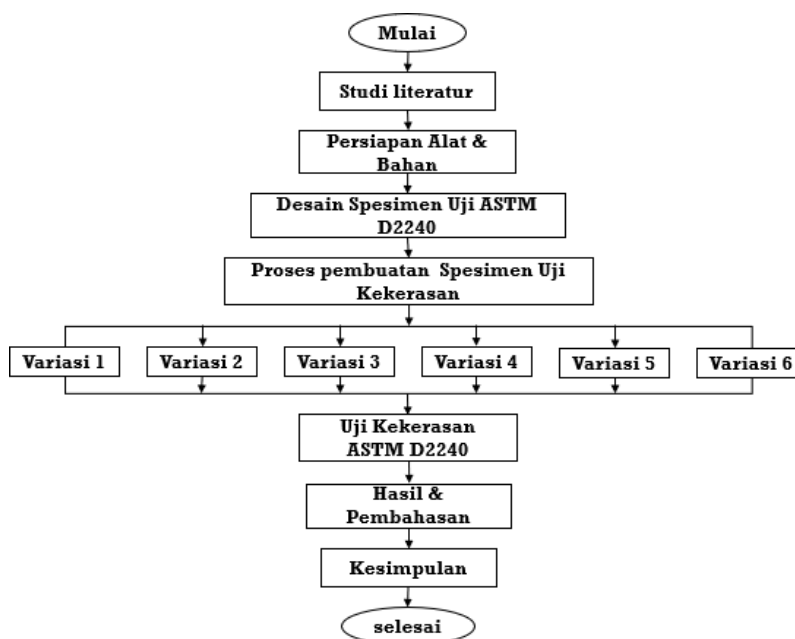 Mulai
Studi literatur
Persiapan Alat &
Bahan
Desain Spesimen Uji ASTM
D2240
Proses pembuatan Spesimen Uji
Kekerasan
Variasi 1
Variasi 2
Variasi 3
Variasi 4
Variasi 5
Variasi 6
Uji Kekerasan
ASTM D2240
Hasil &
Pembahasan
Kesimpulan
selesai